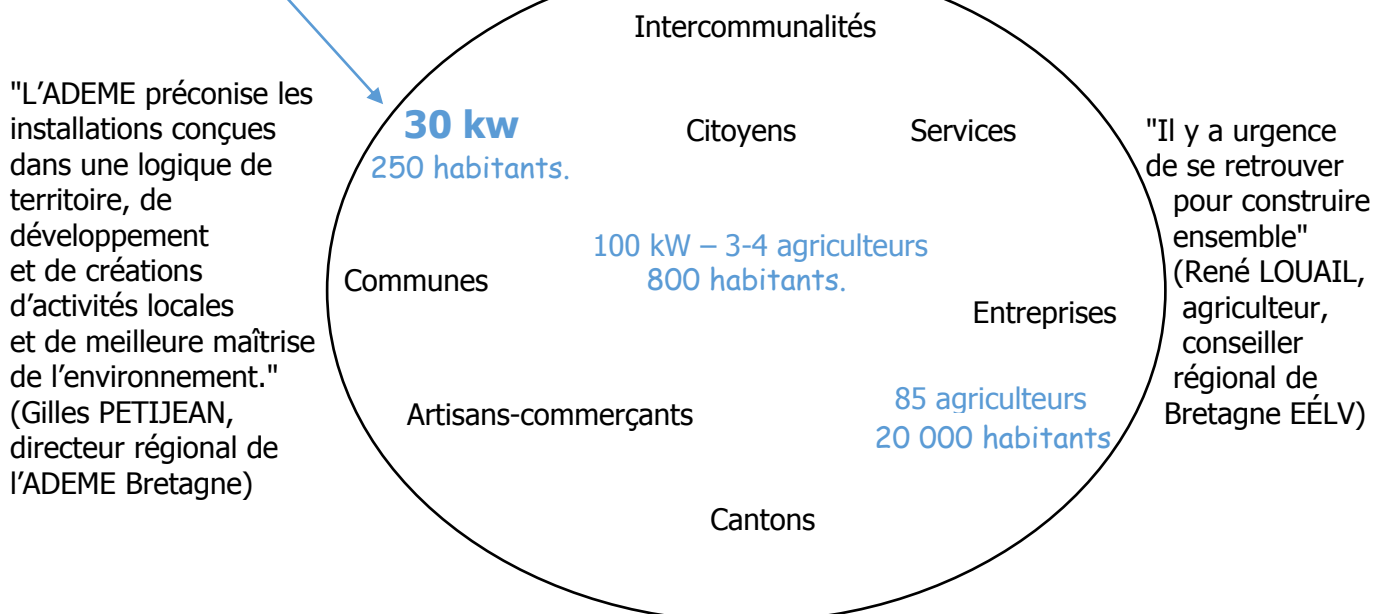 Intercommunalités
"L’ADEME préconise les
installations conçues
dans une logique de
territoire, de
développement
et de créations
d’activités locales
et de meilleure maîtrise
de l’environnement."
(Gilles PETIJEAN,
directeur régional de
l’ADEME Bretagne)
30 kw
250 habitants.
Citoyens
Services
100 kW – 3-4 agriculteurs
800 habitants.
Communes
Entreprises
85 agriculteurs
20 000 habitants
Artisans-commerçants
Cantons
"Il y a urgence
de se retrouver
pour construire
ensemble"
(René LOUAIL,
agriculteur,
conseiller
régional de
Bretagne EÉLV)